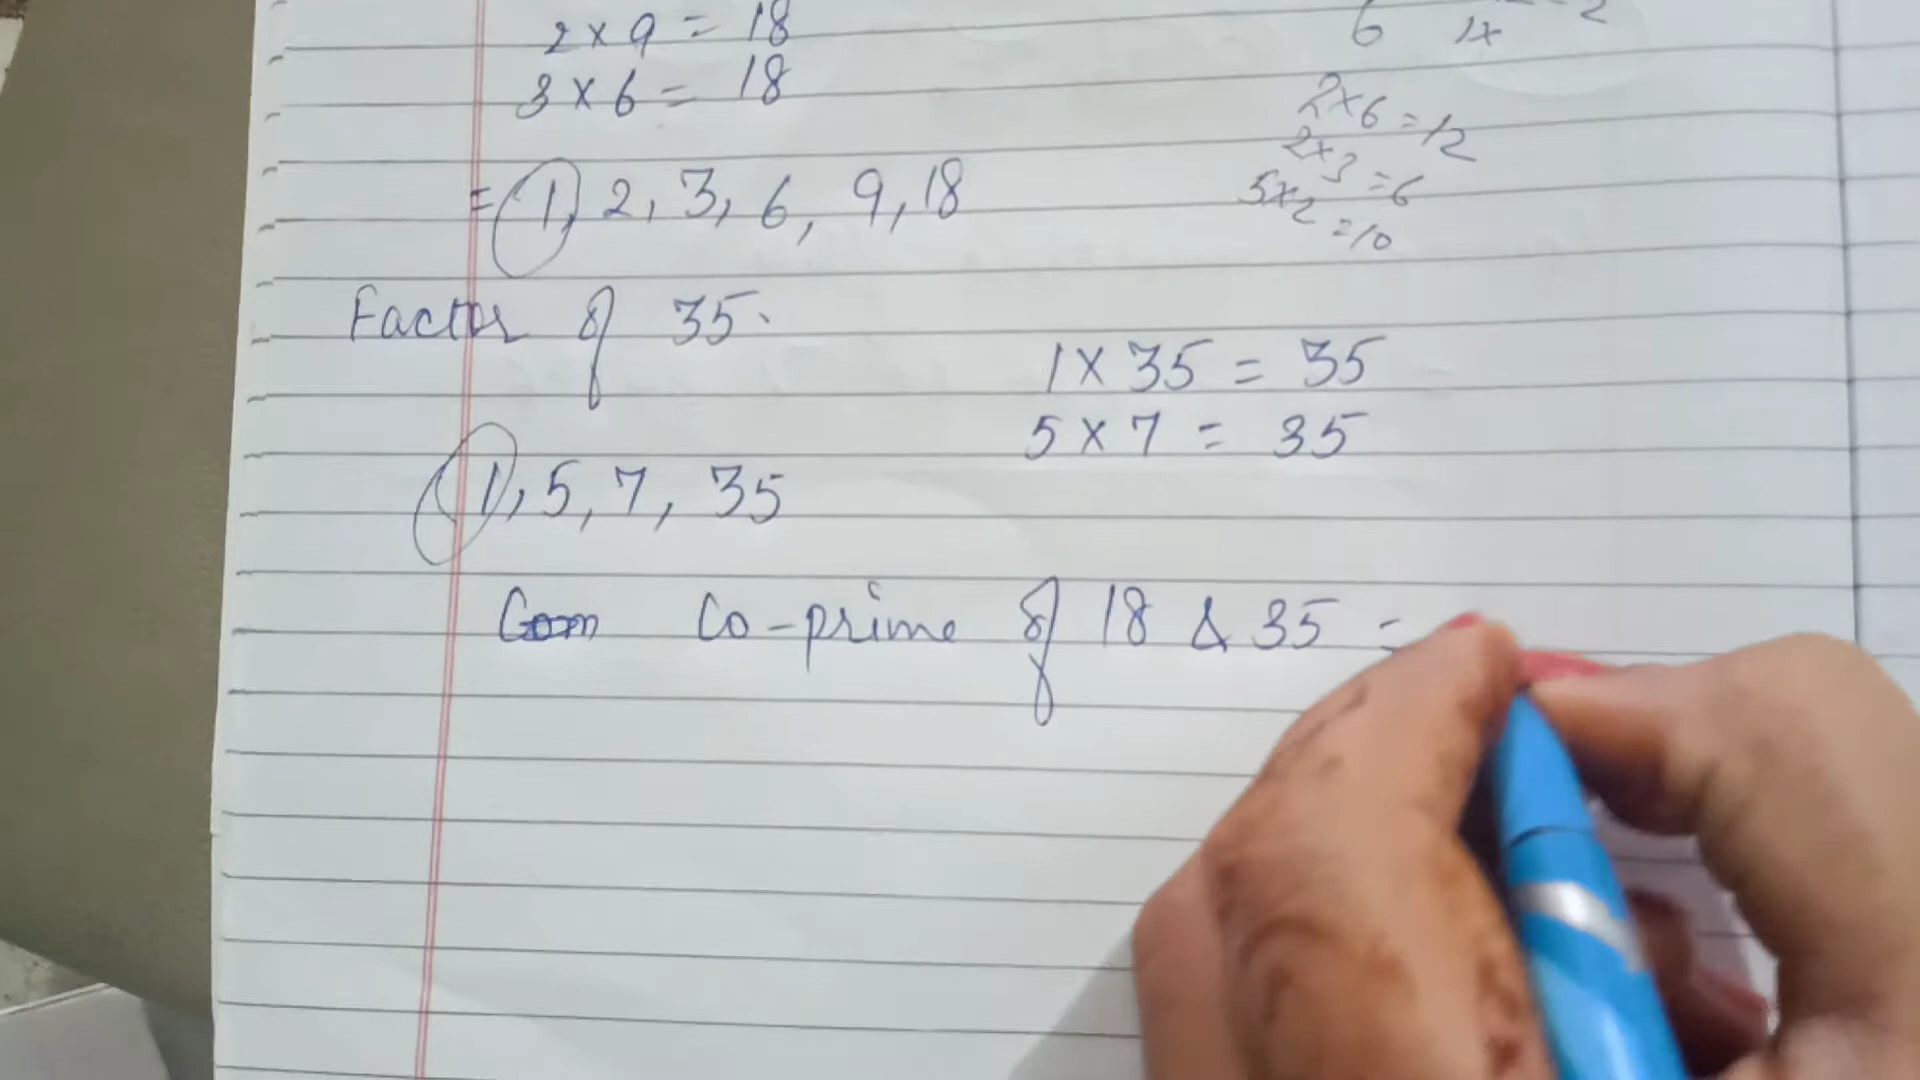 2 × 9 = 18
3 × 6 = 18
= 1, 2, 3, 6, 9, 18
6 1×
2×6 = 12
2×3 = 6
5×2 = 10
Factor of 35.
1 × 35 = 35
5 × 7 = 35
1, 5, 7, 35
Co-prime of 18 & 35 =